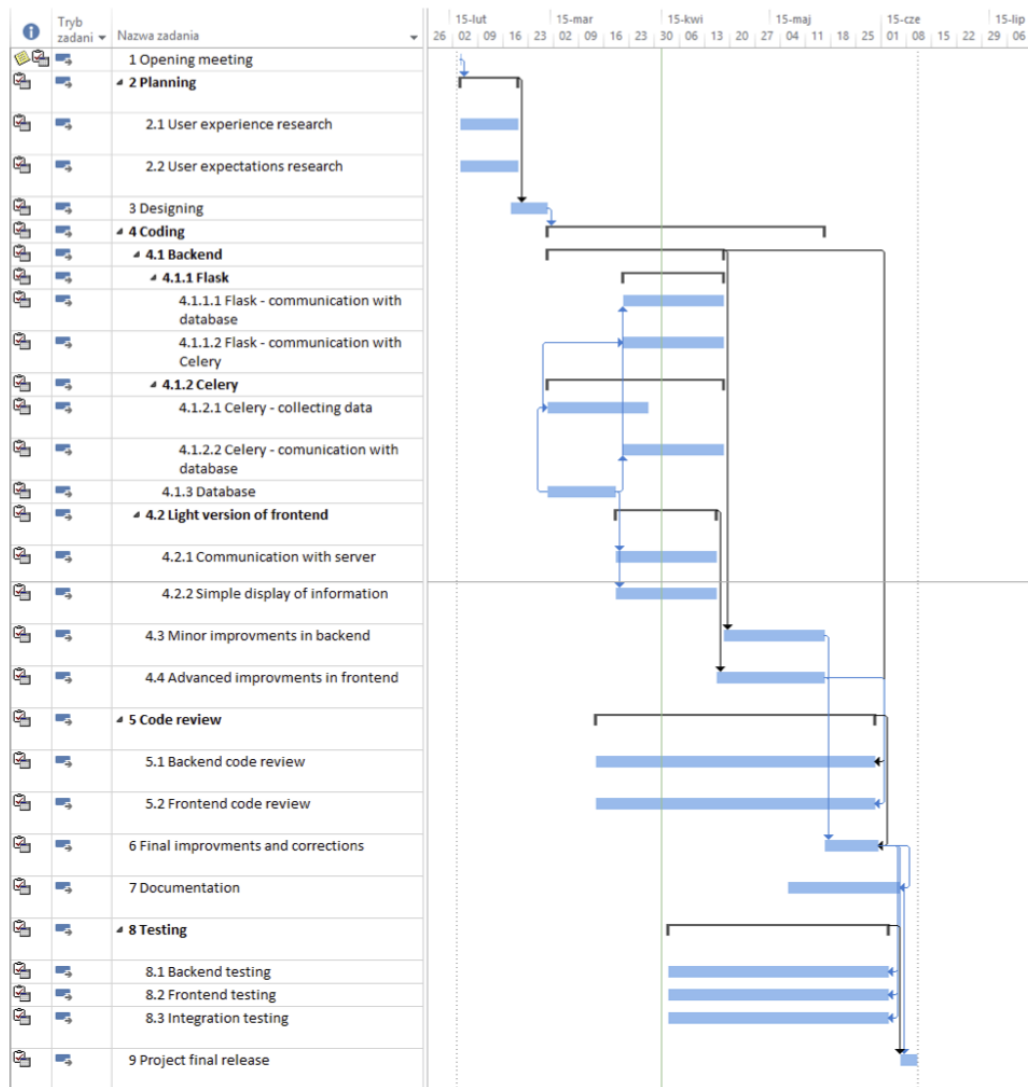 15-lut 15-mar 15-kwi 15-maj 15-cze 15-lip
Tryb
zadani Nazwa zadania
26 02 09 16 23 02 09 16 23 30 06 13 20 27 04 11 18 25 01 08 15 22 29 06
1 Opening meeting
2 Planning
2.1 User experience research
2.2 User expectations research
3 Designing
4 Coding
4.1 Backend
4.1.1 Flask
4.1.1.1 Flask - communication with
database
4.1.1.2 Flask - communication with
Celery
4.1.2 Celery
4.1.2.1 Celery - collecting data
4.1.2.2 Celery - comunication with
database
4.1.3 Database
4.2 Light version of frontend
4.2.1 Communication with server
4.2.2 Simple display of information
4.3 Minor improvments in backend
4.4 Advanced improvments in frontend
5 Code review
5.1 Backend code review
5.2 Frontend code review
6 Final improvments and corrections
7 Documentation
8 Testing
8.1 Backend testing
8.2 Frontend testing
8.3 Integration testing
9 Project final release